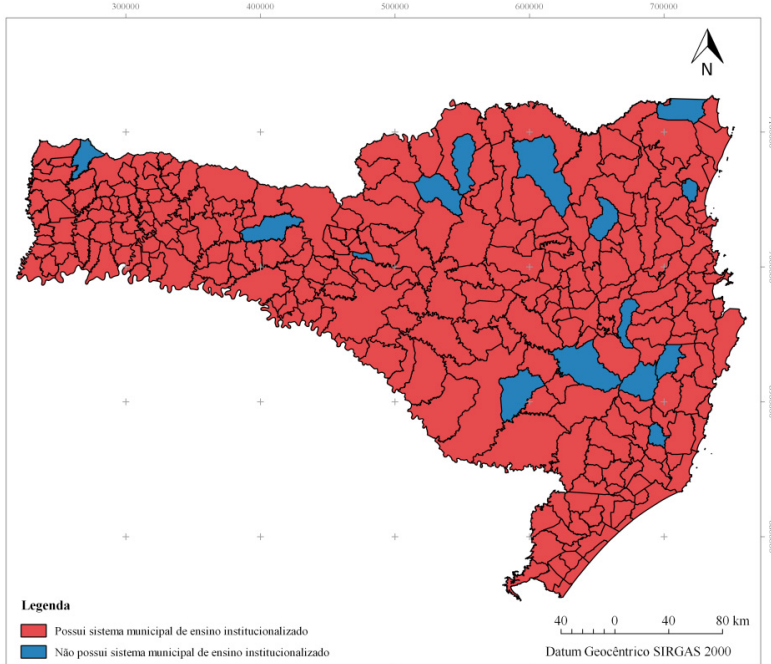 300000 400000 500000 600000 700000
N
Legenda
Possui sistema municipal de ensino institucionalizado
Não possui sistema municipal de ensino institucionalizado
40 0 40 80 km
Datum Geocêntrico SIRGAS 2000